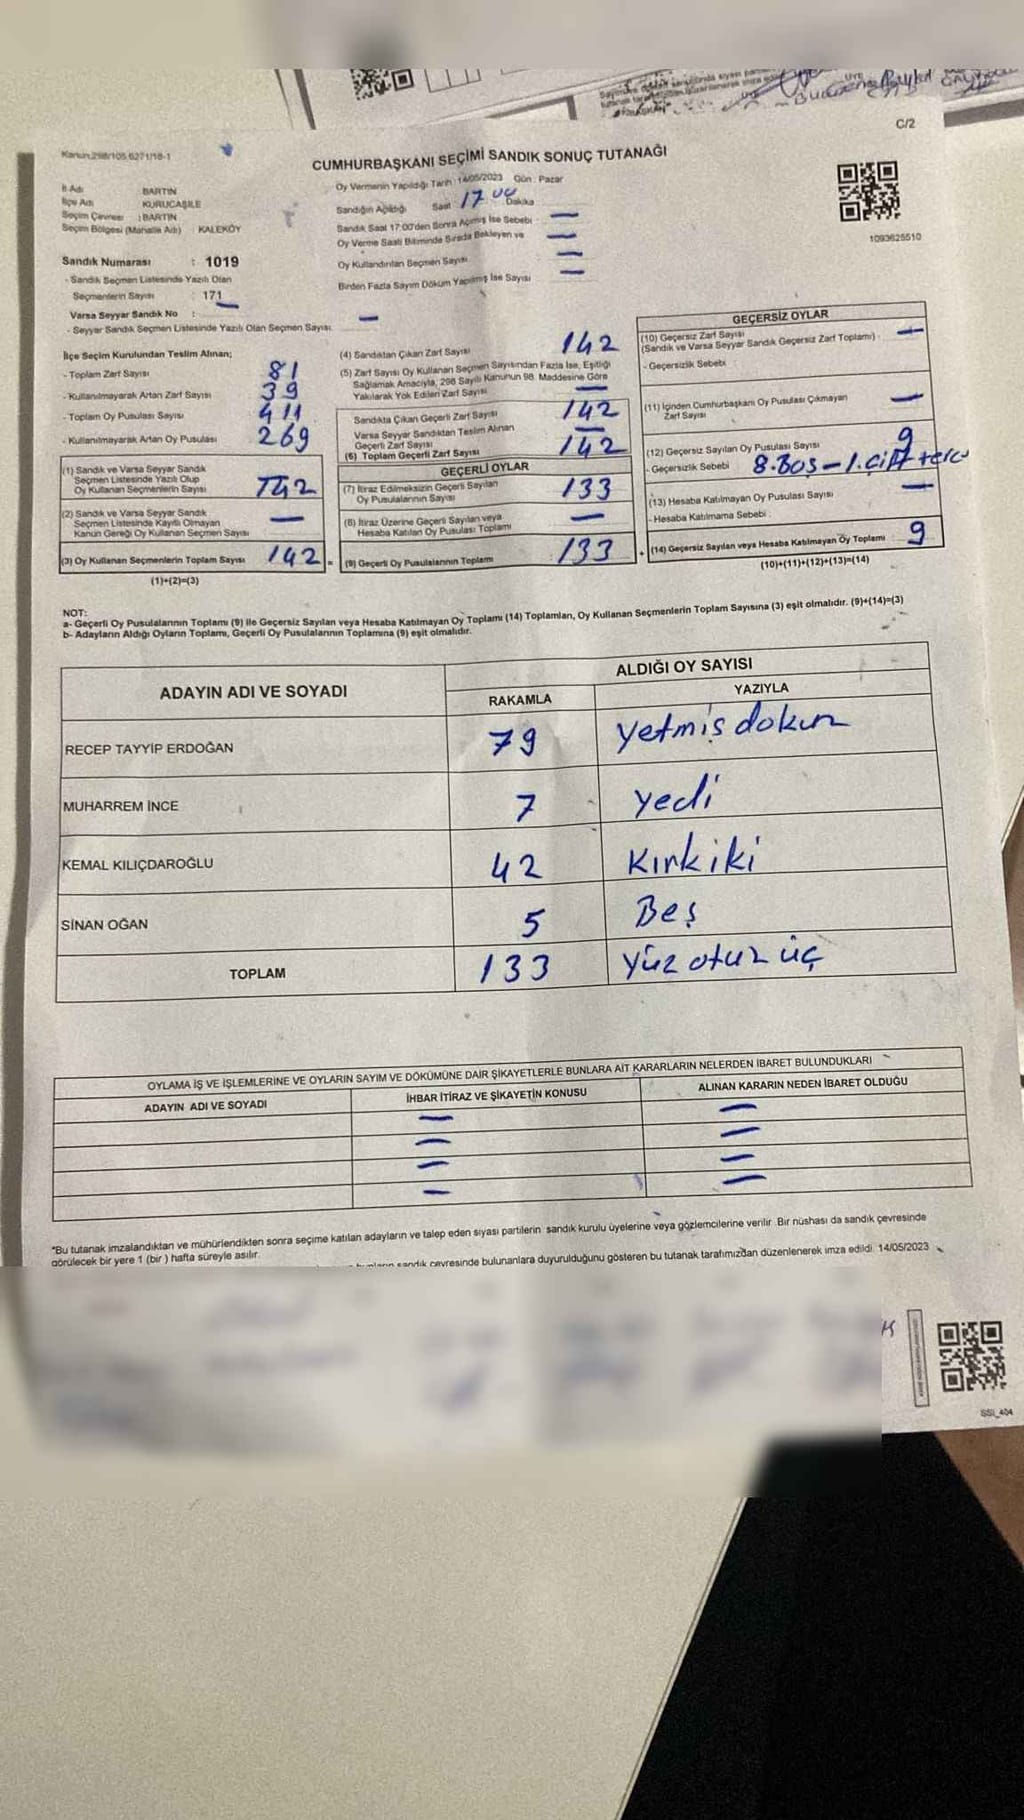 C/2
Kanun:298/105 6271/18-1
CUMHURBAŞKANI SEÇİMİ SANDIK SONUÇ TUTANAĞI
İl Adı BARTIN
İlçe Adı KURUCAŞİLE
Seçim Çevresi : BARTIN
Seçim Bölgesi (Mahalle Adı) : KALEKÖY
Oy Vermenin Yapıldığı Tarih : 14/05/2023 Gün : Pazar
Sandığın Açıldığı Saat 17 00 Dakika
Sandık Saat 17:00'den Sonra Açılmış İse Sebebi —
Oy Verme Saati Bitiminde Sırada Bekleyen ve —
Oy Kullandırılan Seçmen Sayısı —
Birden Fazla Sayım Döküm Yapılmış İse Sayısı —
1093625510
Sandık Numarası : 1019
- Sandık Seçmen Listesinde Yazılı Olan
Seçmenlerin Sayısı : 171
Varsa Seyyar Sandık No : —
- Seyyar Sandık Seçmen Listesinde Yazılı Olan Seçmen Sayısı —
İlçe Seçim Kurulundan Teslim Alınan;
- Toplam Zarf Sayısı 81
- Kullanılmayarak Artan Zarf Sayısı 39
- Toplam Oy Pusulası Sayısı 411
- Kullanılmayarak Artan Oy Pusulası 269
(1) Sandık ve Varsa Seyyar Sandık
Seçmen Listesinde Yazılı Olup
Oy Kullanan Seçmenlerin Sayısı 142
(2) Sandık ve Varsa Seyyar Sandık
Seçmen Listesinde Kayıtlı Olmayan
Kanun Gereği Oy Kullanan Seçmen Sayısı —
(3) Oy Kullanan Seçmenlerin Toplam Sayısı 142 =
(1)+(2)=(3)
(4) Sandıktan Çıkan Zarf Sayısı 142
(5) Zarf Sayısı Oy Kullanan Seçmen Sayısından Fazla İse, Eşitliği
Sağlamak Amacıyla, 298 Sayılı Kanunun 98. Maddesine Göre
Yakılarak Yok Edilen Zarf Sayısı —
Sandıkta Çıkan Geçerli Zarf Sayısı 142
Varsa Seyyar Sandıktan Teslim Alınan
Geçerli Zarf Sayısı —
(6) Toplam Geçerli Zarf Sayısı 142
GEÇERLİ OYLAR
(7) İtiraz Edilmeksizin Geçerli Sayılan
Oy Pusulalarının Sayısı 133
(8) İtiraz Üzerine Geçerli Sayılan veya
Hesaba Katılan Oy Pusulası Toplamı —
(9) Geçerli Oy Pusulalarının Toplamı 133 +
GEÇERSİZ OYLAR
(10) Geçersiz Zarf Sayısı
(Sandık ve Varsa Seyyar Sandık Geçersiz Zarf Toplamı) : —
- Geçersizlik Sebebi
(11) İçinden Cumhurbaşkanı Oy Pusulası Çıkmayan
Zarf Sayısı —
(12) Geçersiz Sayılan Oy Pusulası Sayısı 9
- Geçersizlik Sebebi 8.Boş-1.çift
(13) Hesaba Katılmayan Oy Pusulası Sayısı —
- Hesaba Katılmama Sebebi :
(14) Geçersiz Sayılan veya Hesaba Katılmayan Oy Toplamı 9
(10)+(11)+(12)+(13)=(14)
NOT:
a- Geçerli Oy Pusulalarının Toplamı (9) ile Geçersiz Sayılan veya Hesaba Katılmayan Oy Toplamı (14) Toplamları, Oy Kullanan Seçmenlerin Toplam Sayısına (3) eşit olmalıdır. (9)+(14)=(3)
b- Adayların Aldığı Oyların Toplamı, Geçerli Oy Pusulalarının Toplamına (9) eşit olmalıdır.
ADAYIN ADI VE SOYADI
ALDIĞI OY SAYISI
RAKAMLA YAZIYLA
RECEP TAYYİP ERDOĞAN 79 Yetmiş dokuz
MUHARREM İNCE 7 Yedi
KEMAL KILIÇDAROĞLU 42 Kırk iki
SİNAN OĞAN 5 Beş
TOPLAM 133 Yüz otuz üç
OYLAMA İŞ VE İŞLEMLERİNE VE OYLARIN SAYIM VE DÖKÜMÜNE DAİR ŞİKAYETLERLE BUNLARA AİT KARARLARIN NELERDEN İBARET BULUNDUKLARI
ADAYIN ADI VE SOYADI İHBAR İTİRAZ VE ŞİKAYETİN KONUSU ALINAN KARARIN NEDEN İBARET OLDUĞU
— —
— —
— —
— —
"Bu tutanak imzalandıktan ve mühürlendikten sonra seçime katılan adayların ve talep eden siyasi partilerin sandık kurulu üyelerine veya gözlemcilerine verilir. Bir nüshası da sandık çevresinde
görülecek bir yere 1 (bir ) hafta süreyle asılır.
sandık çevresinde bulunanlara duyurulduğunu gösteren bu tutanak tarafımızdan düzenlenerek imza edildi. 14/05/2023
SSI_404